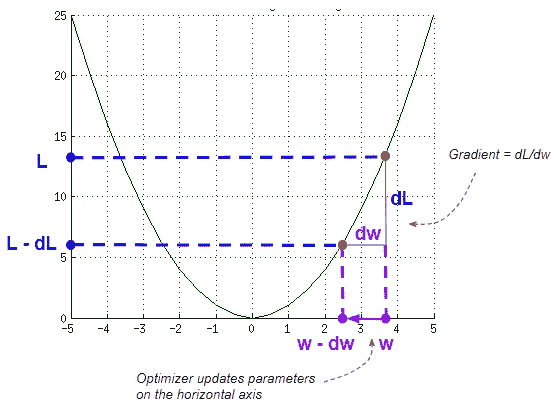 25
20
15
L
Gradient = dL/dw
10
dL
dw
L - dL
5
0
-5 -4 -3 -2 -1 0 1 2 3 4 5
w - dw w
Optimizer updates parameters
on the horizontal axis